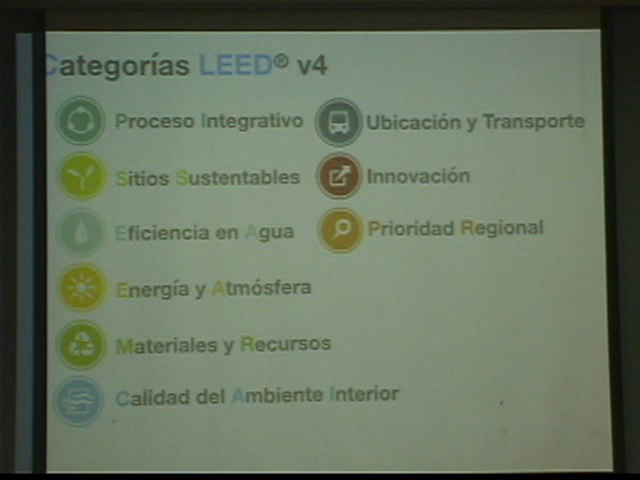 Categorías LEED® v4
Proceso Integrativo
Sitios Sustentables
Eficiencia en Agua
Energía y Atmósfera
Materiales y Recursos
Calidad del Ambiente Interior
Ubicación y Transporte
Innovación
Prioridad Regional